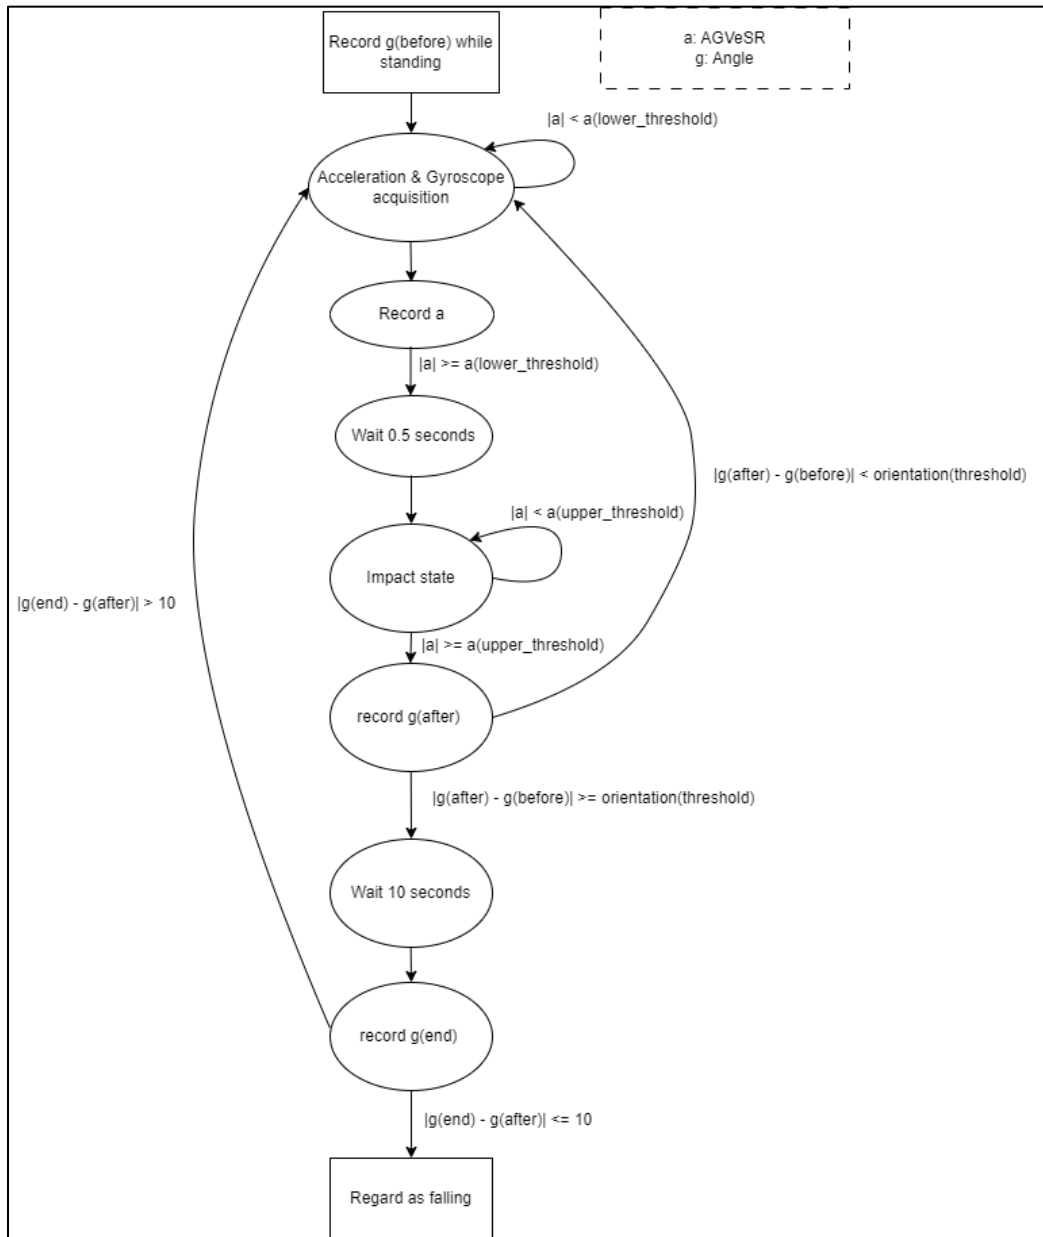 Record g(before) while
standing
a: AGVeSR
g: Angle
|a| < a(lower_threshold)
Acceleration & Gyroscope
acquisition
Record a
|a| >= a(lower_threshold)
Wait 0.5 seconds
|g(after) - g(before)| < orientation(threshold)
|a| < a(upper_threshold)
Impact state
|g(end) - g(after)| > 10
|a| >= a(upper_threshold)
record g(after)
|g(after) - g(before)| >= orientation(threshold)
Wait 10 seconds
record g(end)
|g(end) - g(after)| <= 10
Regard as falling